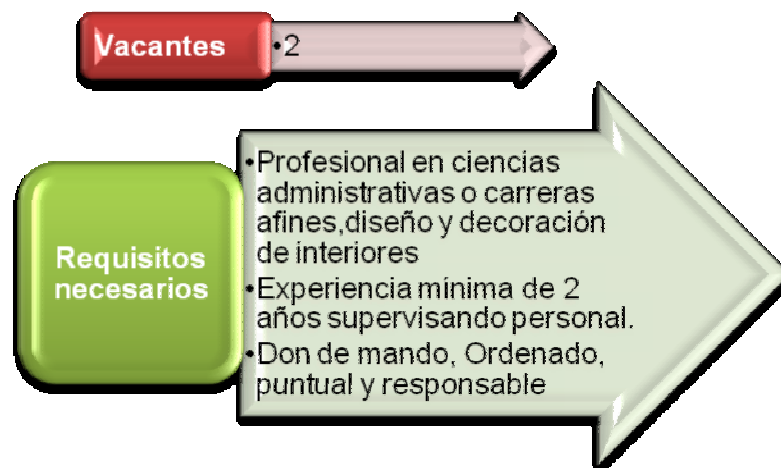 Vacantes
•2
Requisitos
necesarios
•Profesional en ciencias
administrativas o carreras
afines,diseño y decoración
de interiores
•Experiencia mínima de 2
años supervisando personal.
•Don de mando, Ordenado,
puntual y responsable